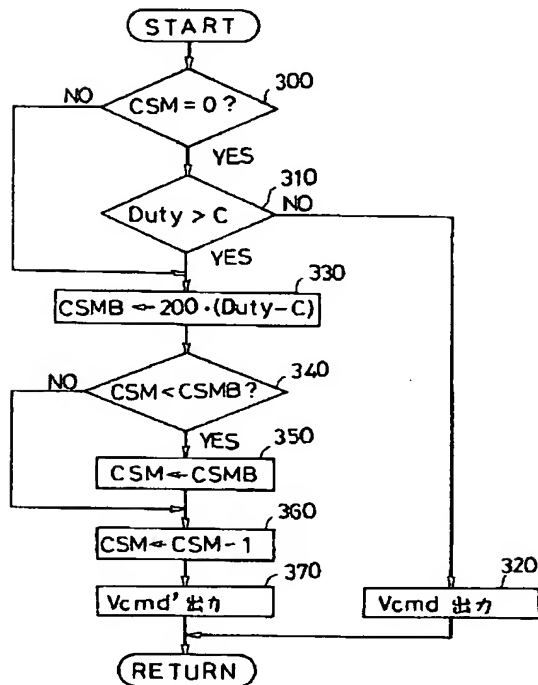 START
300
CSM=0?
NO
YES
310
Duty>C
NO
YES
330
CSMB←200·(Duty-C)
340
CSM<CSMB?
NO
YES
350
CSM←CSMB
360
CSM←CSM-1
370
Vcmd'出力
320
Vcmd 出力
RETURN